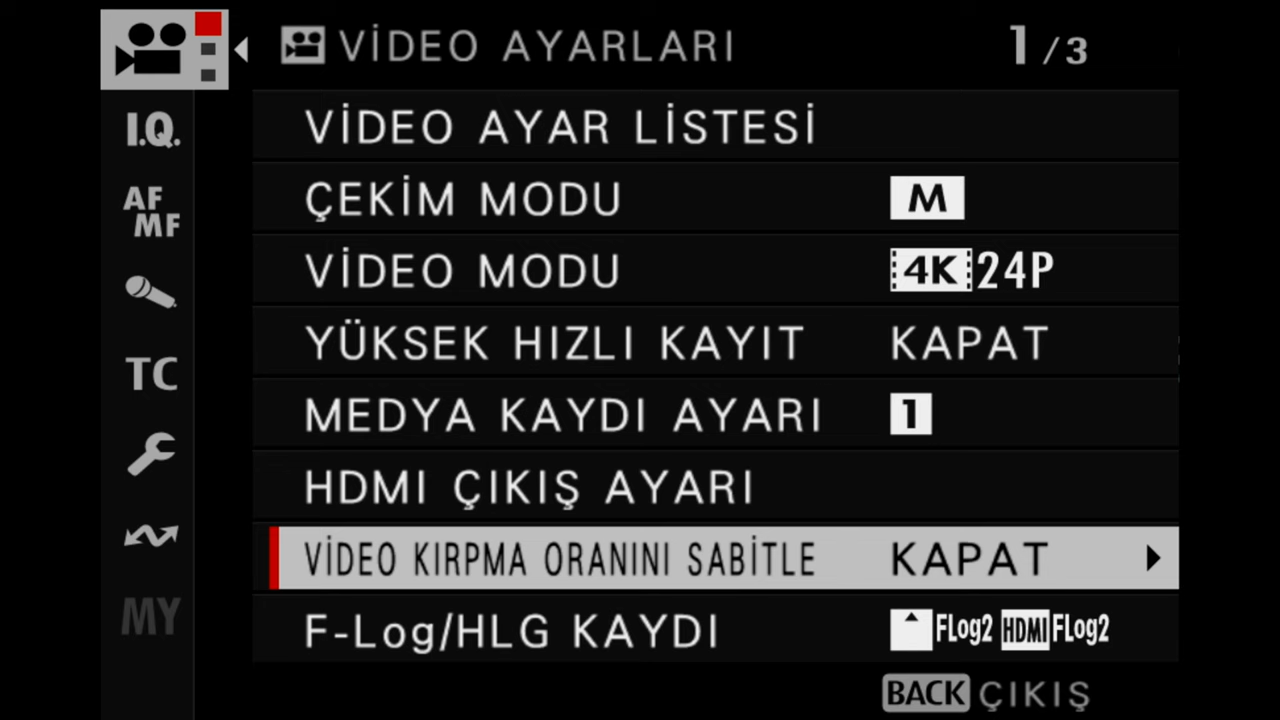 VİDEO AYARLARI 1/3
VİDEO AYAR LİSTESİ
I.Q.
ÇEKİM MODU M
AF
MF
VİDEO MODU 4K 24P
YÜKSEK HIZLI KAYIT KAPAT
TC
MEDYA KAYDI AYARI 1
HDMI ÇIKIŞ AYARI
VİDEO KIRPMA ORANINI SABİTLE KAPAT
MY
F-Log/HLG KAYDI FLog2 HDMI FLog2
BACK ÇIKIŞ